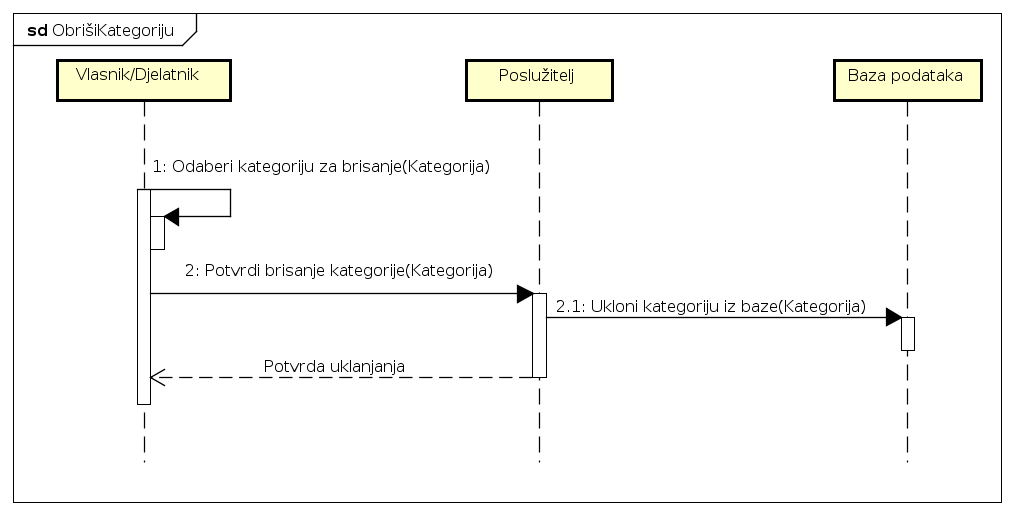 sd ObrišiKategoriju
Vlasnik/Djelatnik
Poslužitelj
Baza podataka
1: Odaberi kategoriju za brisanje(Kategorija)
2: Potvrdi brisanje kategorije(Kategorija)
2.1: Ukloni kategoriju iz baze(Kategorija)
Potvrda uklanjanja